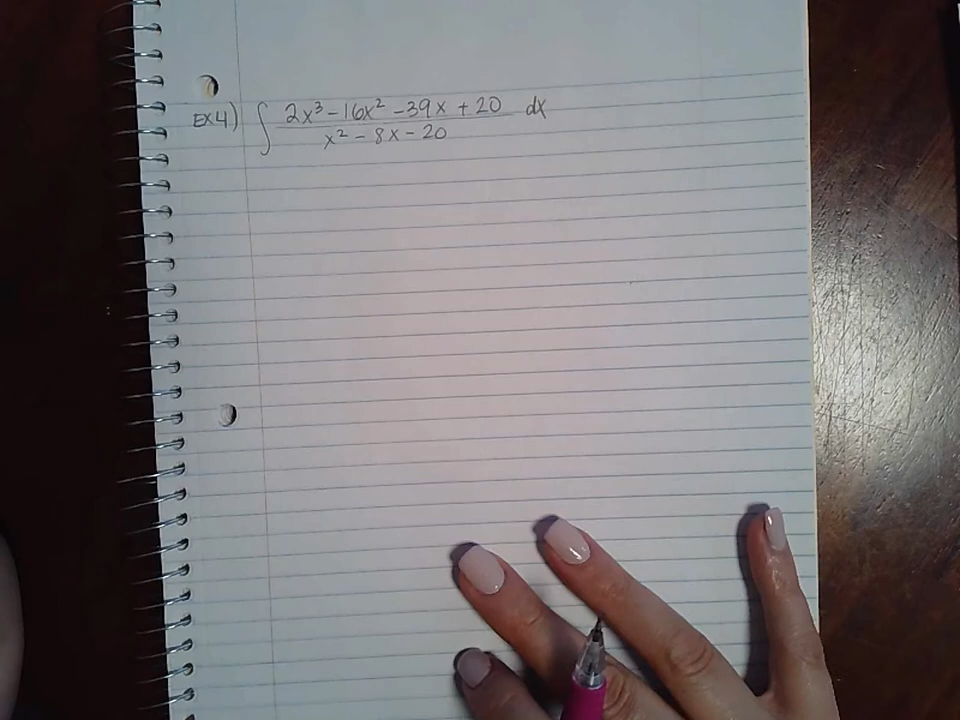 Ex4) ∫ 2x³ - 16x² - 39x + 20 dx
x² - 8x - 20